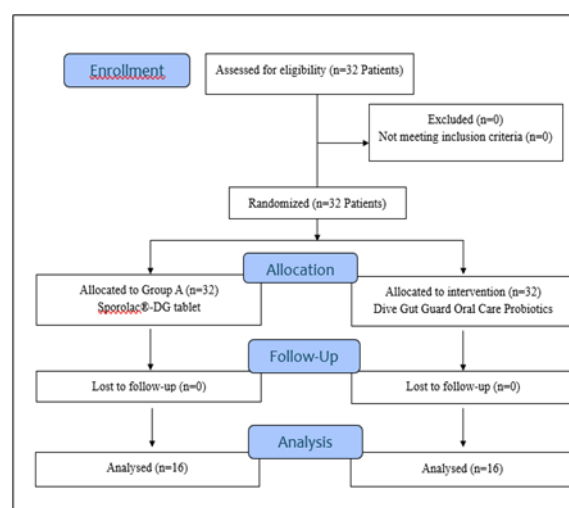 Enrollment
Assessed for eligibility (n=32 Patients)
Excluded (n=0)
Not meeting inclusion criteria (n=0)
Randomized (n=32 Patients)
Allocation
Allocated to Group A (n=32)
Sporolac®-DG tablet
Allocated to intervention (n=32)
Dive Gut Guard Oral Care Probiotics
Follow-Up
Lost to follow-up (n=0)
Lost to follow-up (n=0)
Analysis
Analysed (n=16)
Analysed (n=16)